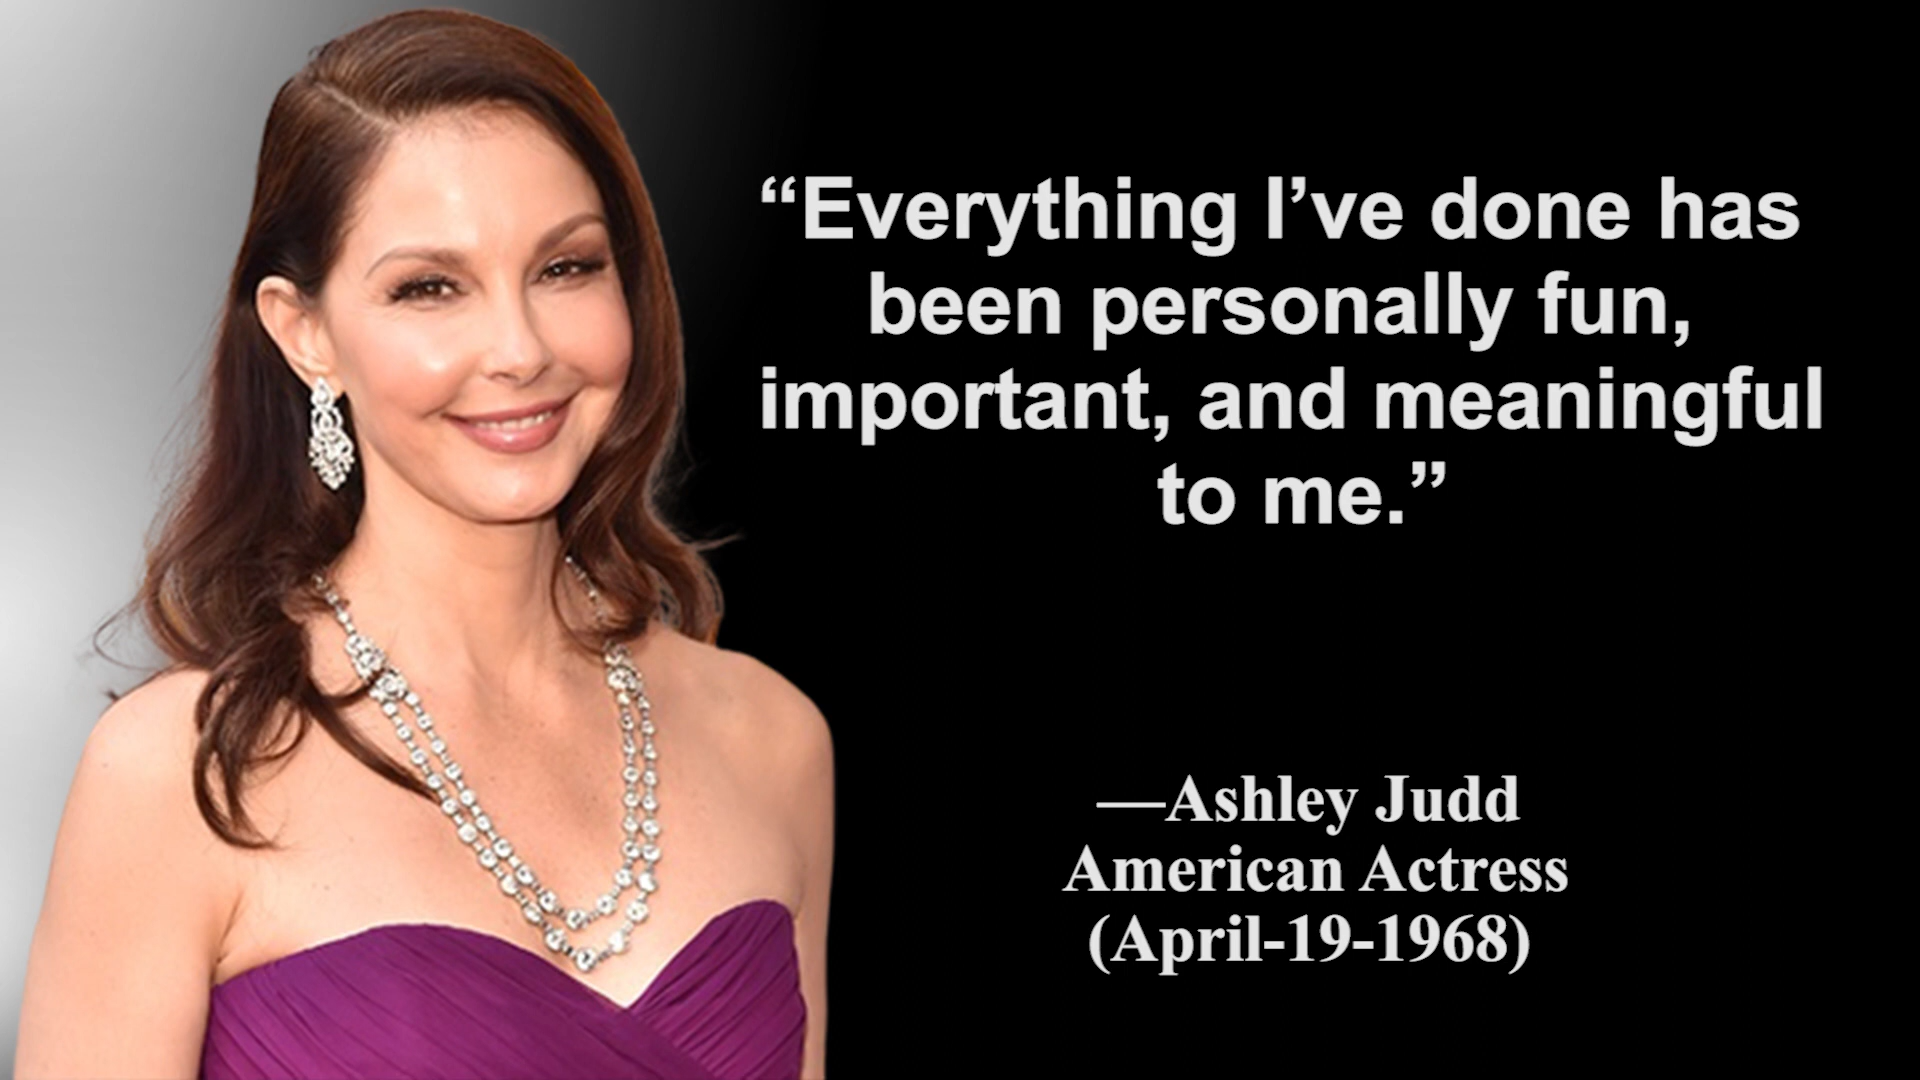 “Everything I’ve done has
been personally fun,
important, and meaningful
to me.”
—Ashley Judd
American Actress
(April-19-1968)